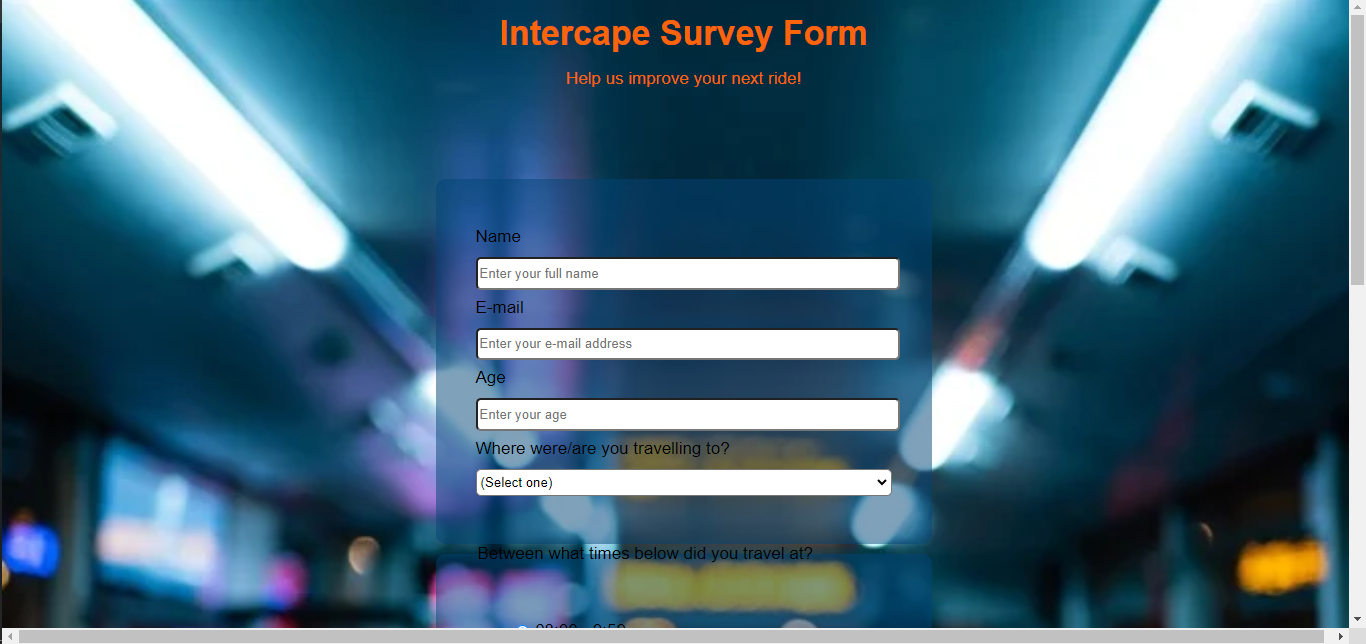 Intercape Survey Form
Help us improve your next ride!
Name
Enter your full name
E-mail
Enter your e-mail address
Age
Enter your age
Where were/are you travelling to?
(Select one)
Between what times below did you travel at?